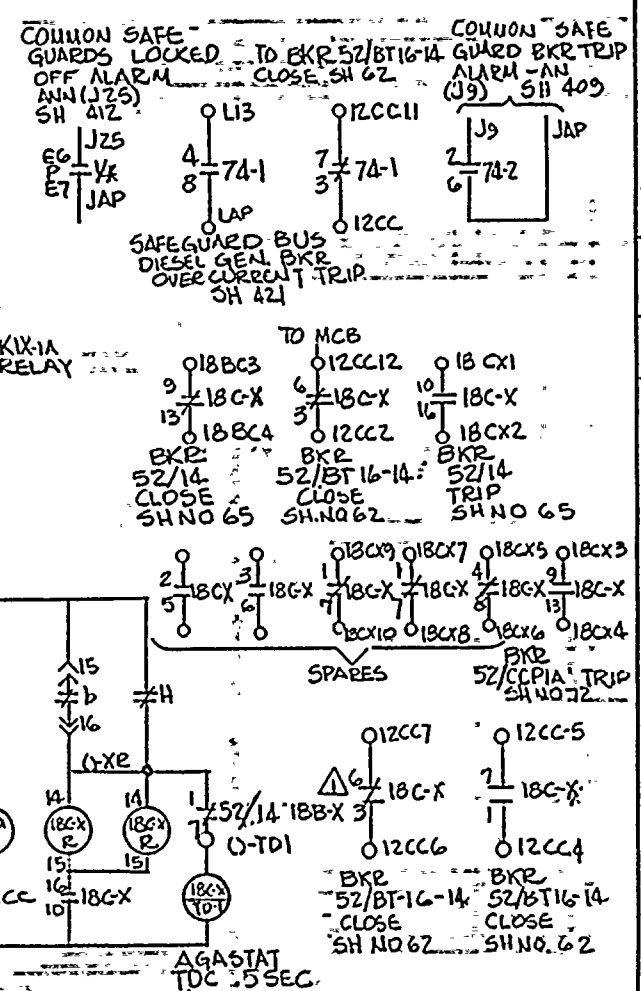 COMMON SAFE-
GUARDS LOCKED
OFF ALARM
ANN (J25)
SH 412
TO BKR 52/BT16-14
CLOSE, SH 62
COMMON SAFE
GUARD BKR TRIP
ALARM-AN
(J9) SH 409
J25
E6
P
E7
JAP
L13
4
8
74-1
LAP
12CC11
7
3
74-1
12CC
J9
2
6
74-2
JAP
SAFEGUARD BUS
DIESEL GEN. BKR
OVERCURRENT TRIP
SH 421
RELAY
TO MCB
18BC3
9
13
18C-X
18BC4
12CC12
6
3
18C-X
12CC2
18CX1
10
16
18C-X
18CX2
BKR
52/14
CLOSE
SH NO 65
BKR
52/BT16-14
CLOSE
SH.NO 62
BKR
52/14
TRIP
SH NO 65
2
5
18CX
3
6
18C-X
18CX9
1
7
18C-X
18CX10
18CX7
1
7
18C-X
18CX8
18CX5
4
8
18C-X
18CX6
18CX3
9
13
18C-X
18CX4
SPARES
BKR
52/CCP1A TRIP
SH NO 72
15
b
16
H
()-XR
14
18C-X
R
15
14
18C-X
R
15
1
7
52/14-18B-X
()-TD1
16
10
18C-X
18C-X
TD-1
CC
AGASTAT
TDC .5 SEC.
12CC7
1
6
3
18C-X
12CC6
12CC-5
7
1
18C-X
12CC4
BKR
52/BT-16-14
CLOSE
SH NO 62
BKR
52/BT16-14
CLOSE
SH NO. 62